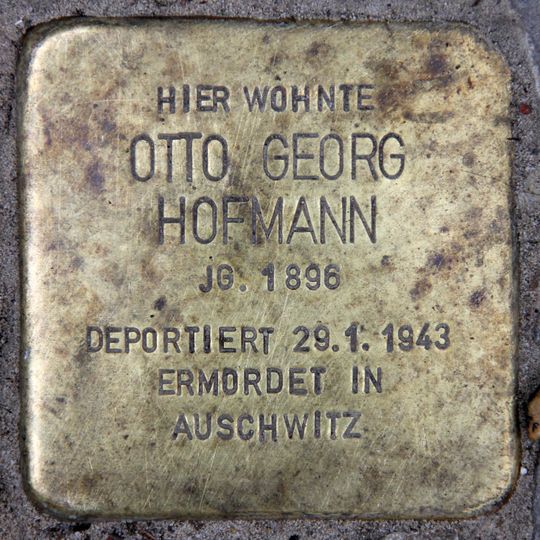 HIER WOHNTE
OTTO GEORG
HOFMANN
JG. 1896
DEPORTIERT 29.1. 1943
ERMORDET IN
AUSCHWITZ